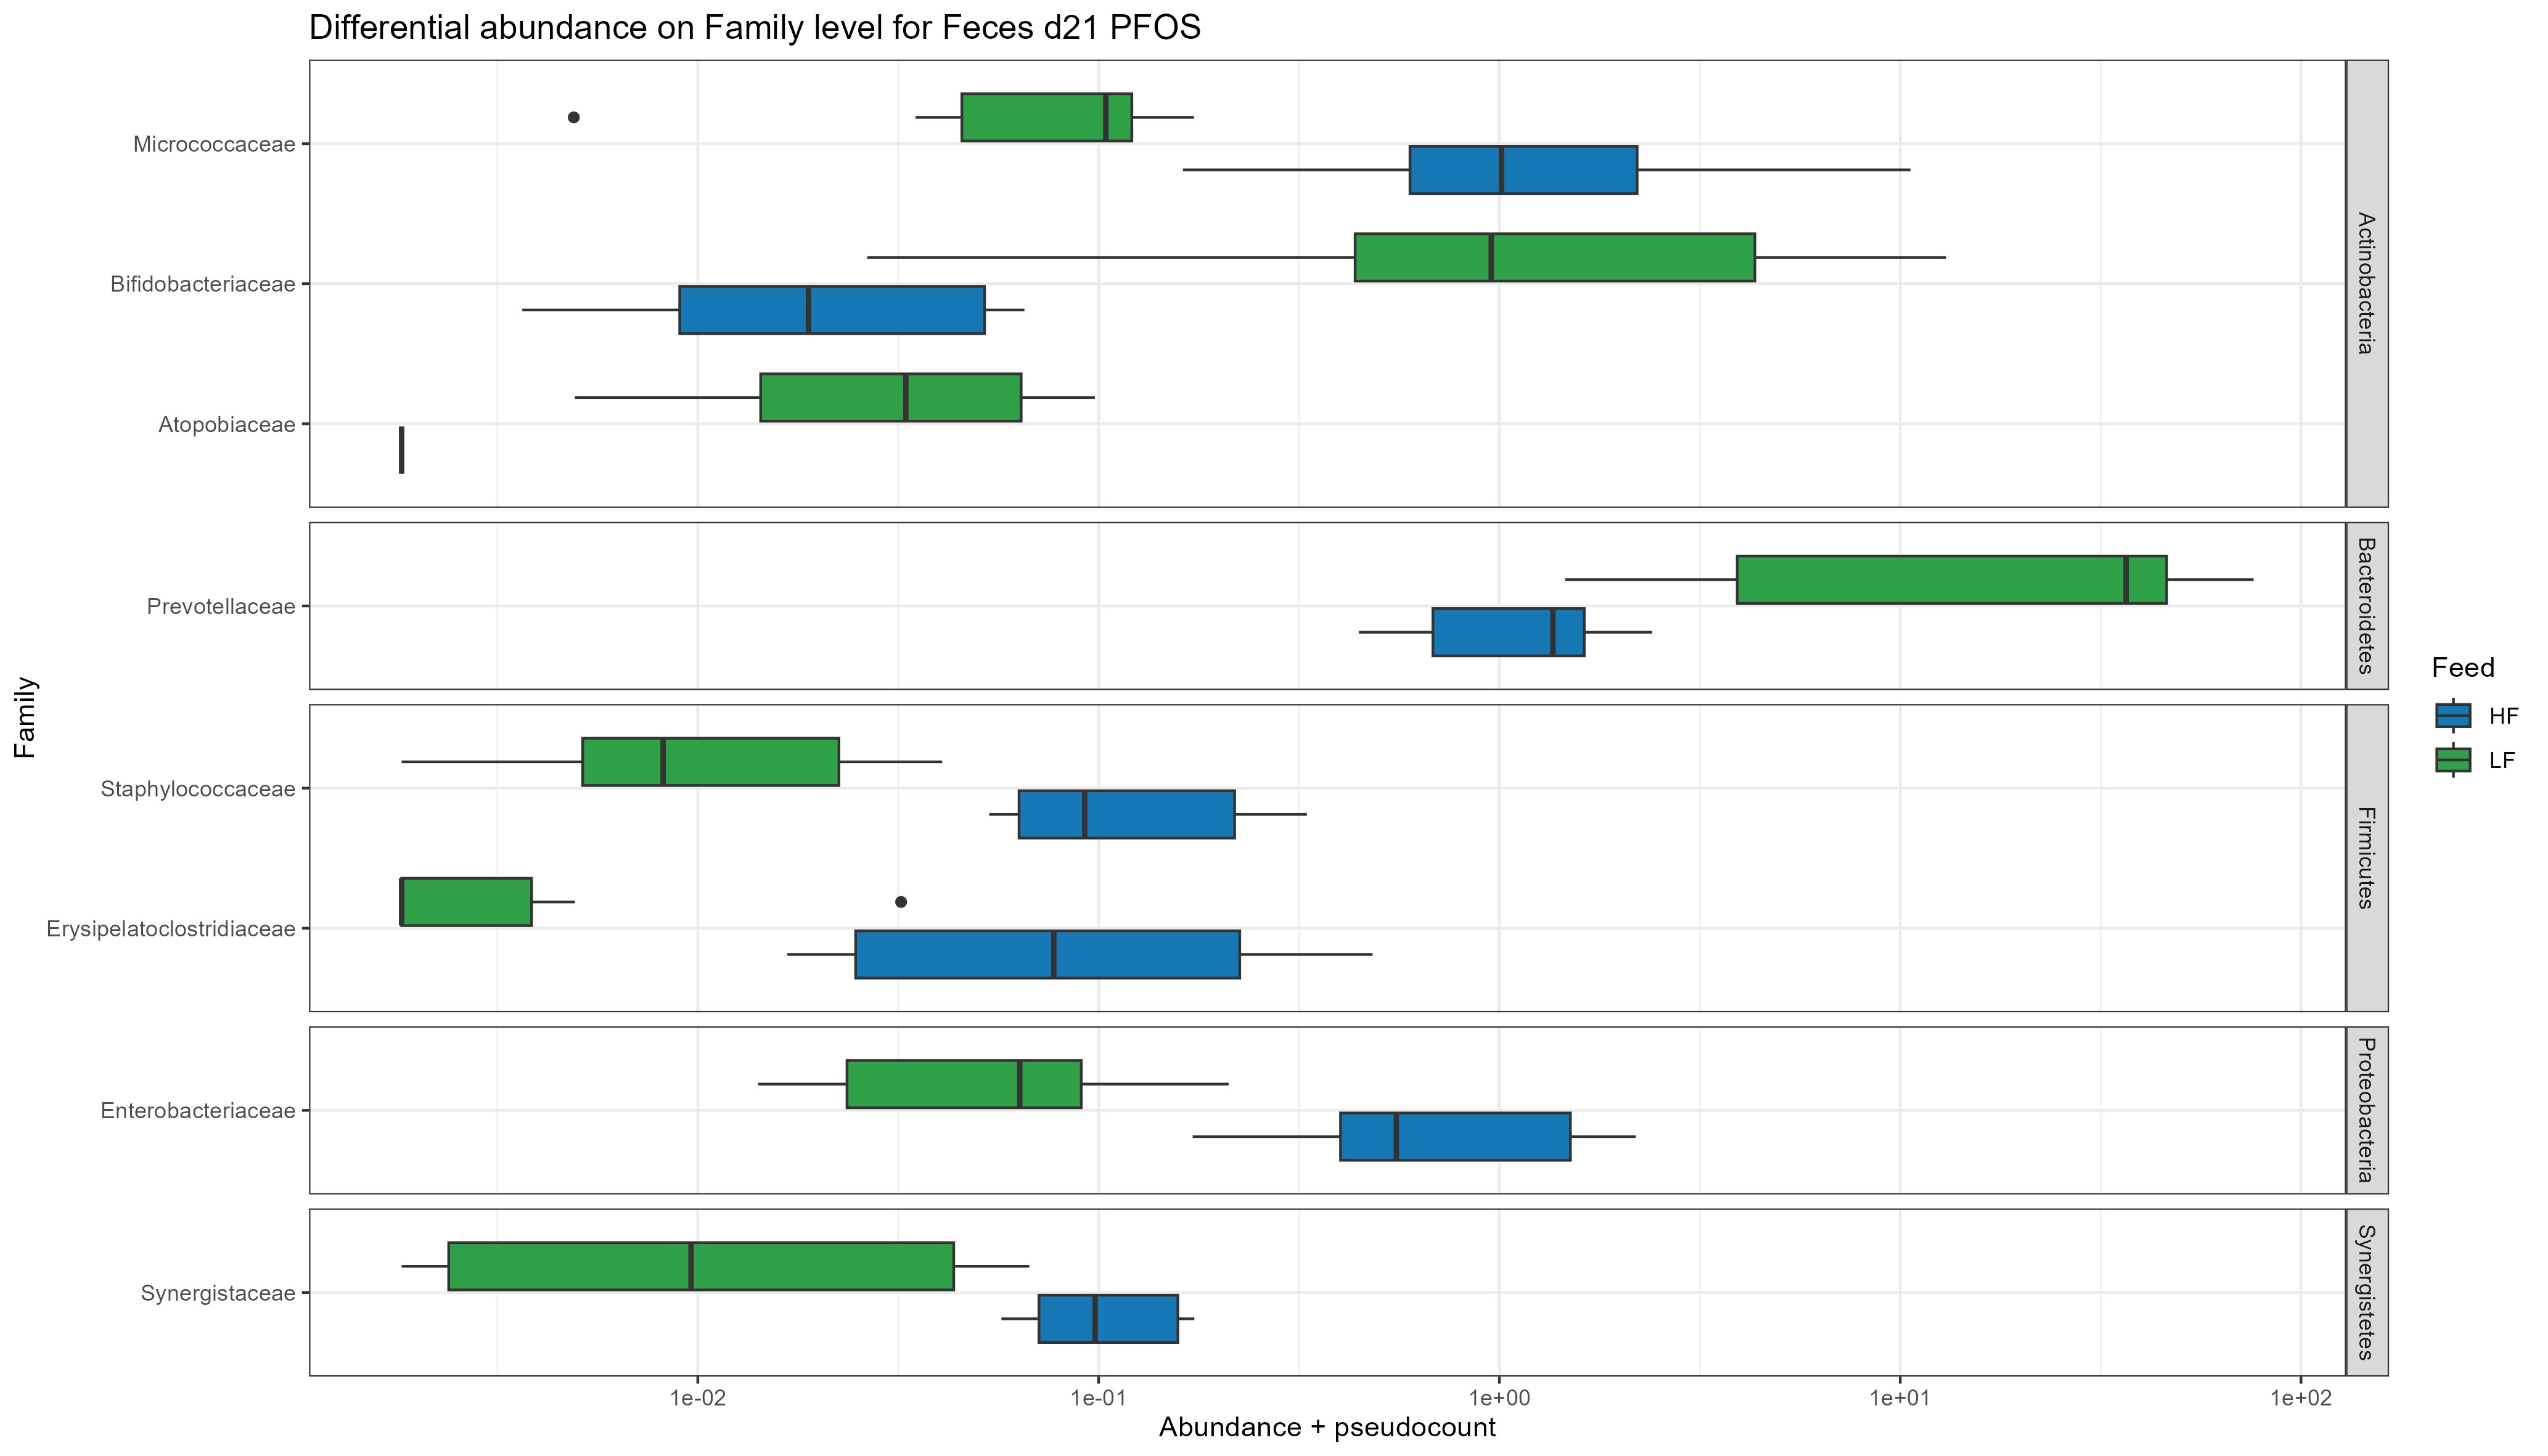 Differential abundance on Family level for Feces d21 PFOS
Family
Micrococcaceae
Bifidobacteriaceae
Atopobiaceae
Actinobacteria
Prevotellaceae
Bacteroidetes
Staphylococcaceae
Erysipelatoclostridiaceae
Firmicutes
Enterobacteriaceae
Proteobacteria
Synergistaceae
Synergistetes
1e-02 1e-01 1e+00 1e+01 1e+02
Abundance + pseudocount
Feed
HF
LF